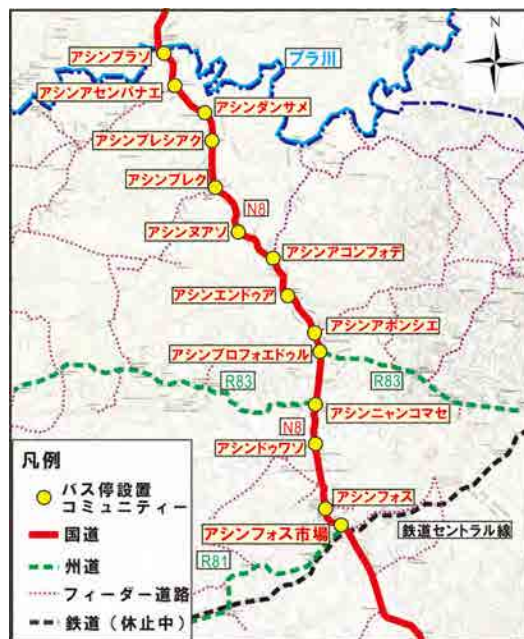 N
アシンプラソ
プラ川
アシンアセンバナエ
アシンダンサメ
アシンブレシアク
アシンブレク
N8
アシンヌアソ
アシンアコンフォデ
アシンエンドゥア
アシンアポンシエ
アシンブロフォエドゥル
R83
R83
アシンニャンコマセ
N8
アシンドゥワソ
アシンフォス
アシンフォス市場
鉄道セントラル線
R81
凡例
バス停設置
コミュニティー
国道
州道
フィーダー道路
鉄道（休止中）